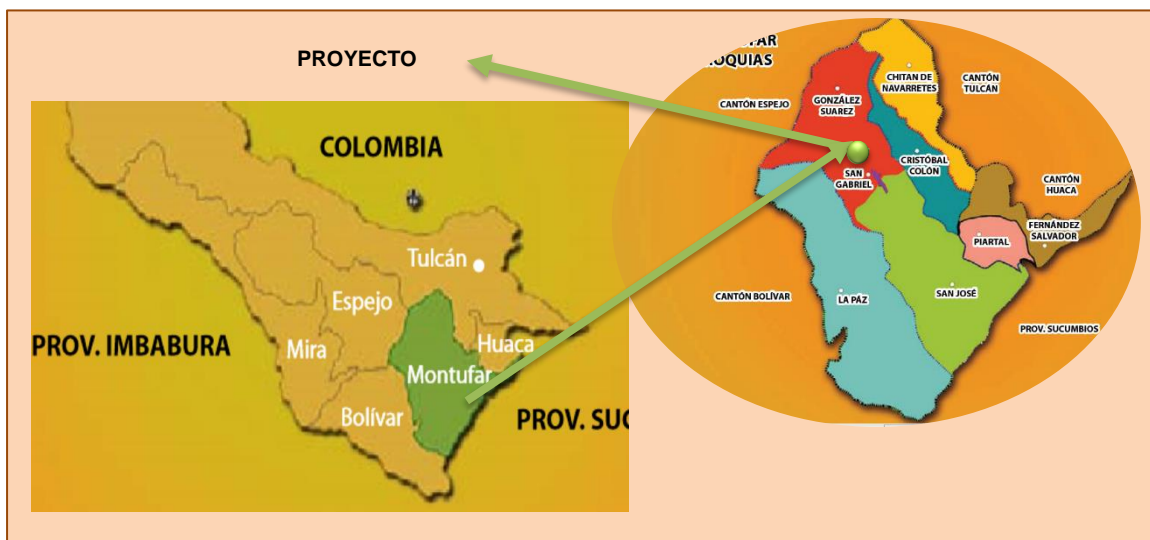 PROYECTO
COLOMBIA
Tulcán
Espejo
PROV. IMBABURA
Mira
Huaca
Montufar
Bolívar
PROV. SUC
CHITAN DE
NAVARRETES
CANTÓN
TULCÁN
CANTÓN ESPEJO
GONZÁLEZ
SUAREZ
CRISTÓBAL
COLÓN
SAN
GABRIEL
CANTÓN
HUACA
FERNÁNDEZ
SALVADOR
PIARTAL
CANTÓN BOLÍVAR
LA PÁZ
SAN JOSÉ
PROV. SUCUMBIOS